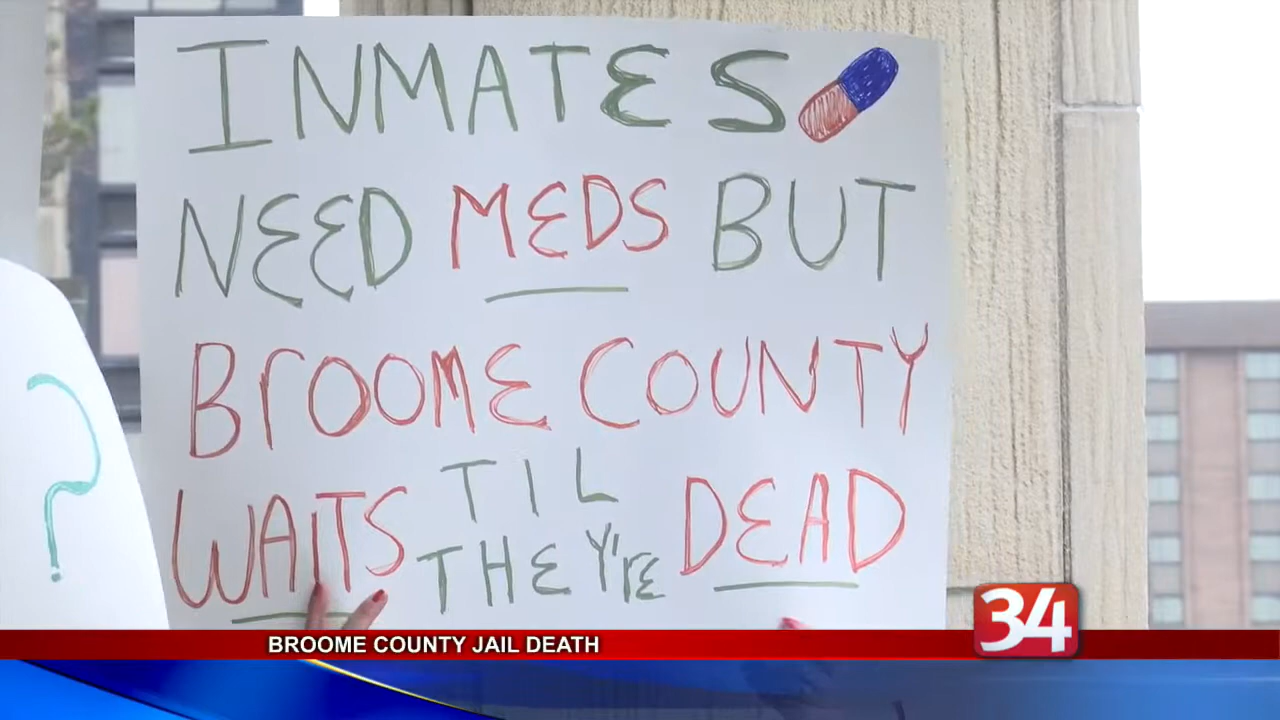 INMATES
NEED MEDS BUT
BrOOME COUNTY
WAITS TIL
THEY'rE DEAD
?
34
BROOME COUNTY JAIL DEATH